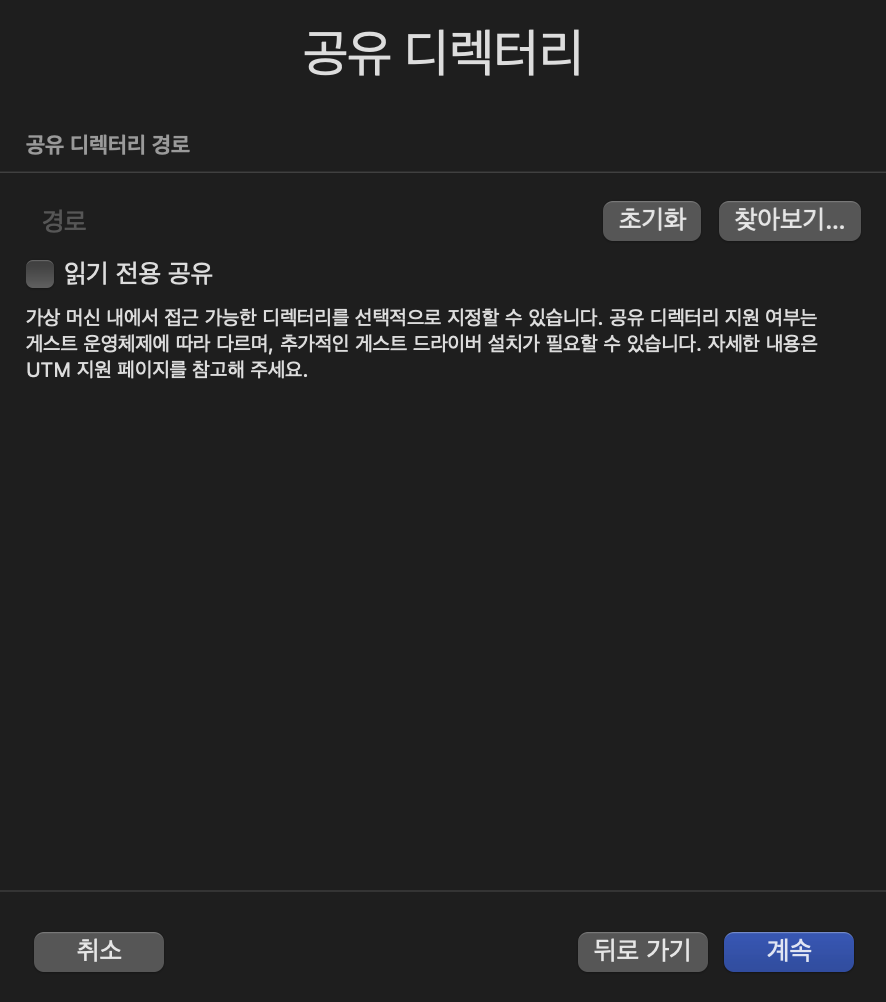 공유 디렉터리
공유 디렉터리 경로
경로
초기화
찾아보기...
읽기 전용 공유
가상 머신 내에서 접근 가능한 디렉터리를 선택적으로 지정할 수 있습니다. 공유 디렉터리 지원 여부는
게스트 운영체제에 따라 다르며, 추가적인 게스트 드라이버 설치가 필요할 수 있습니다. 자세한 내용은
UTM 지원 페이지를 참고해 주세요.
취소
뒤로 가기
계속